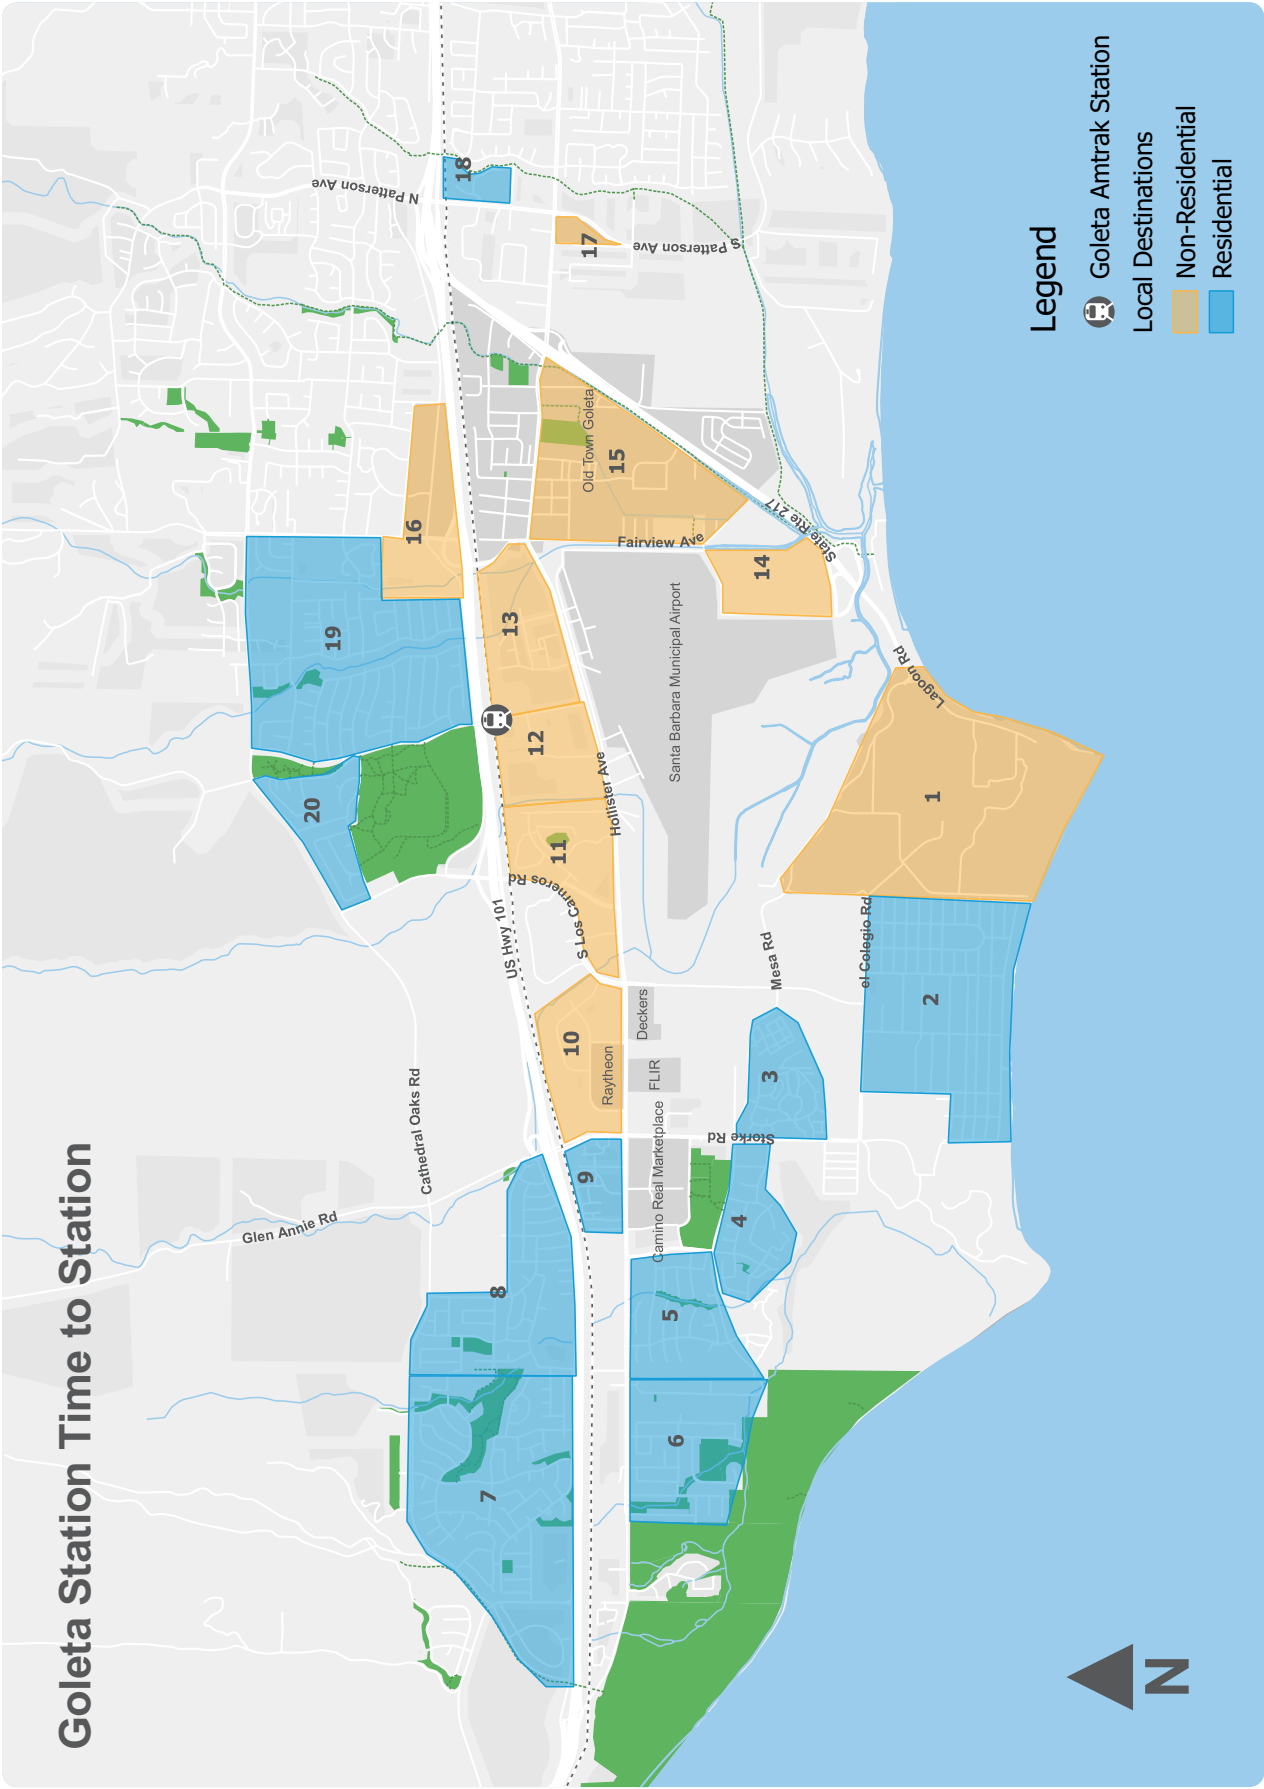 Goleta Station Time to Station
Glen Annie Rd
Cathedral Oaks Rd
US Hwy 101
S Los Carneros Rd
Hollister Ave
N Patterson Ave
S Patterson Ave
Old Town Goleta
Fairview Ave
State Rte 217
Santa Barbara Municipal Airport
Lagoon Rd
Mesa Rd
el Colegio Rd
Storke Rd
Raytheon
Deckers
FLIR
Camino Real Marketplace
1
2
3
4
5
6
7
8
9
10
11
12
13
14
15
16
17
18
19
20
N
Legend
Goleta Amtrak Station
Local Destinations
Non-Residential
Residential